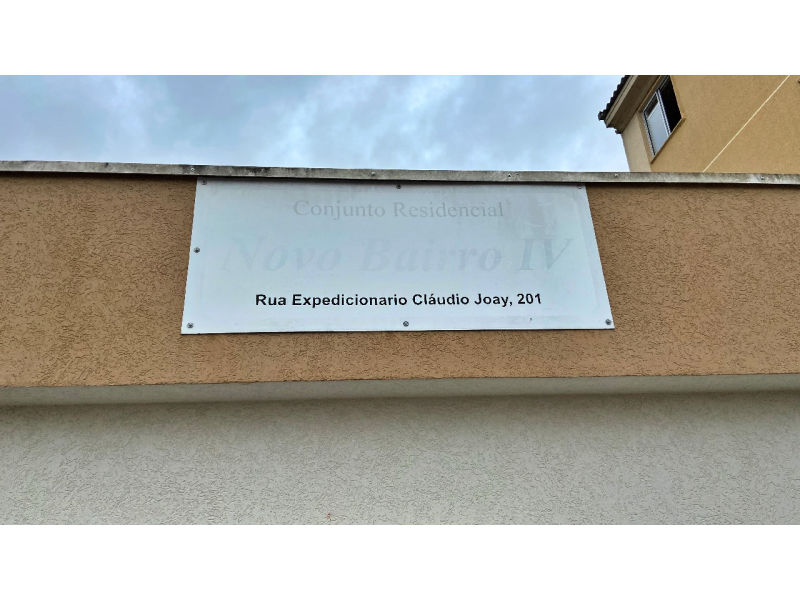 Conjunto Residencial
Novo Bairro IV
Rua Expedicionario Cláudio Joay, 201